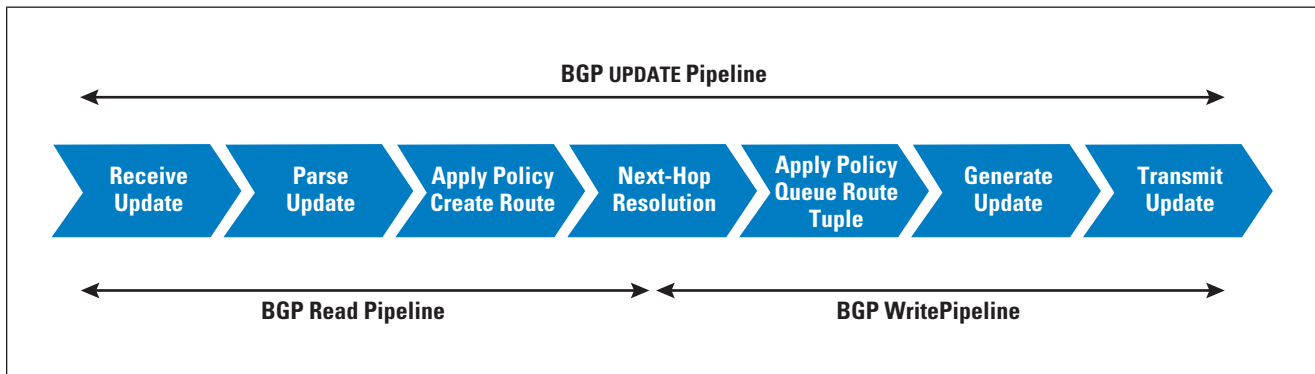 BGP UPDATE Pipeline
Receive
Update
Parse
Update
Apply Policy
Create Route
Next-Hop
Resolution
Apply Policy
Queue Route
Tuple
Generate
Update
Transmit
Update
BGP Read Pipeline
BGP WritePipeline